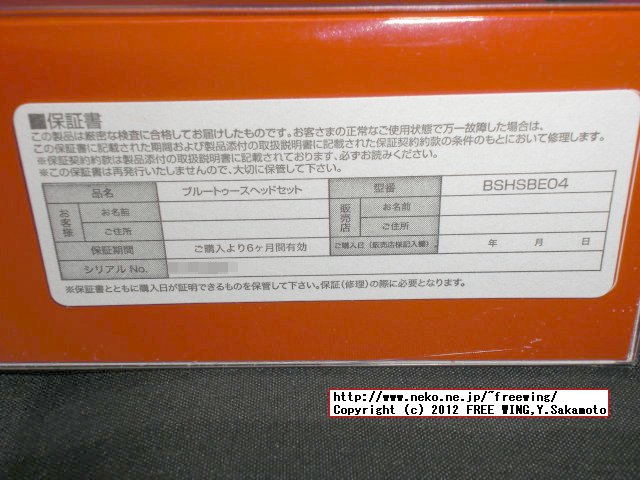 ■保証書
この製品は厳密な検査に合格してお届けしたものです。お客さまの正常なご使用状態で万一故障した場合は、
この保証書に記載された期間および製品添付の取扱説明書に記載された保証契約約款の条件のもとにおいて修理します。
※保証契約約款は製品添付の取扱説明書に記載されております、必ずお読みください。
※この保証書は再発行いたしませんので、大切に保管して下さい。
品名 ブルートゥースヘッドセット 型番 BSHSBE04
お客様 お名前 販売店 お名前
ご住所 ご住所
保証期間 ご購入より6ヶ月間有効 ご購入日(販売店様記入欄) 年 月 日
シリアルNo.
※保証書とともに購入日が証明できるものを保管して下さい。保証(修理)の際に必要となります。
http://www.neko.ne.jp/~freewing/
Copyright (c) 2012 FREE WING,Y.Sakamoto